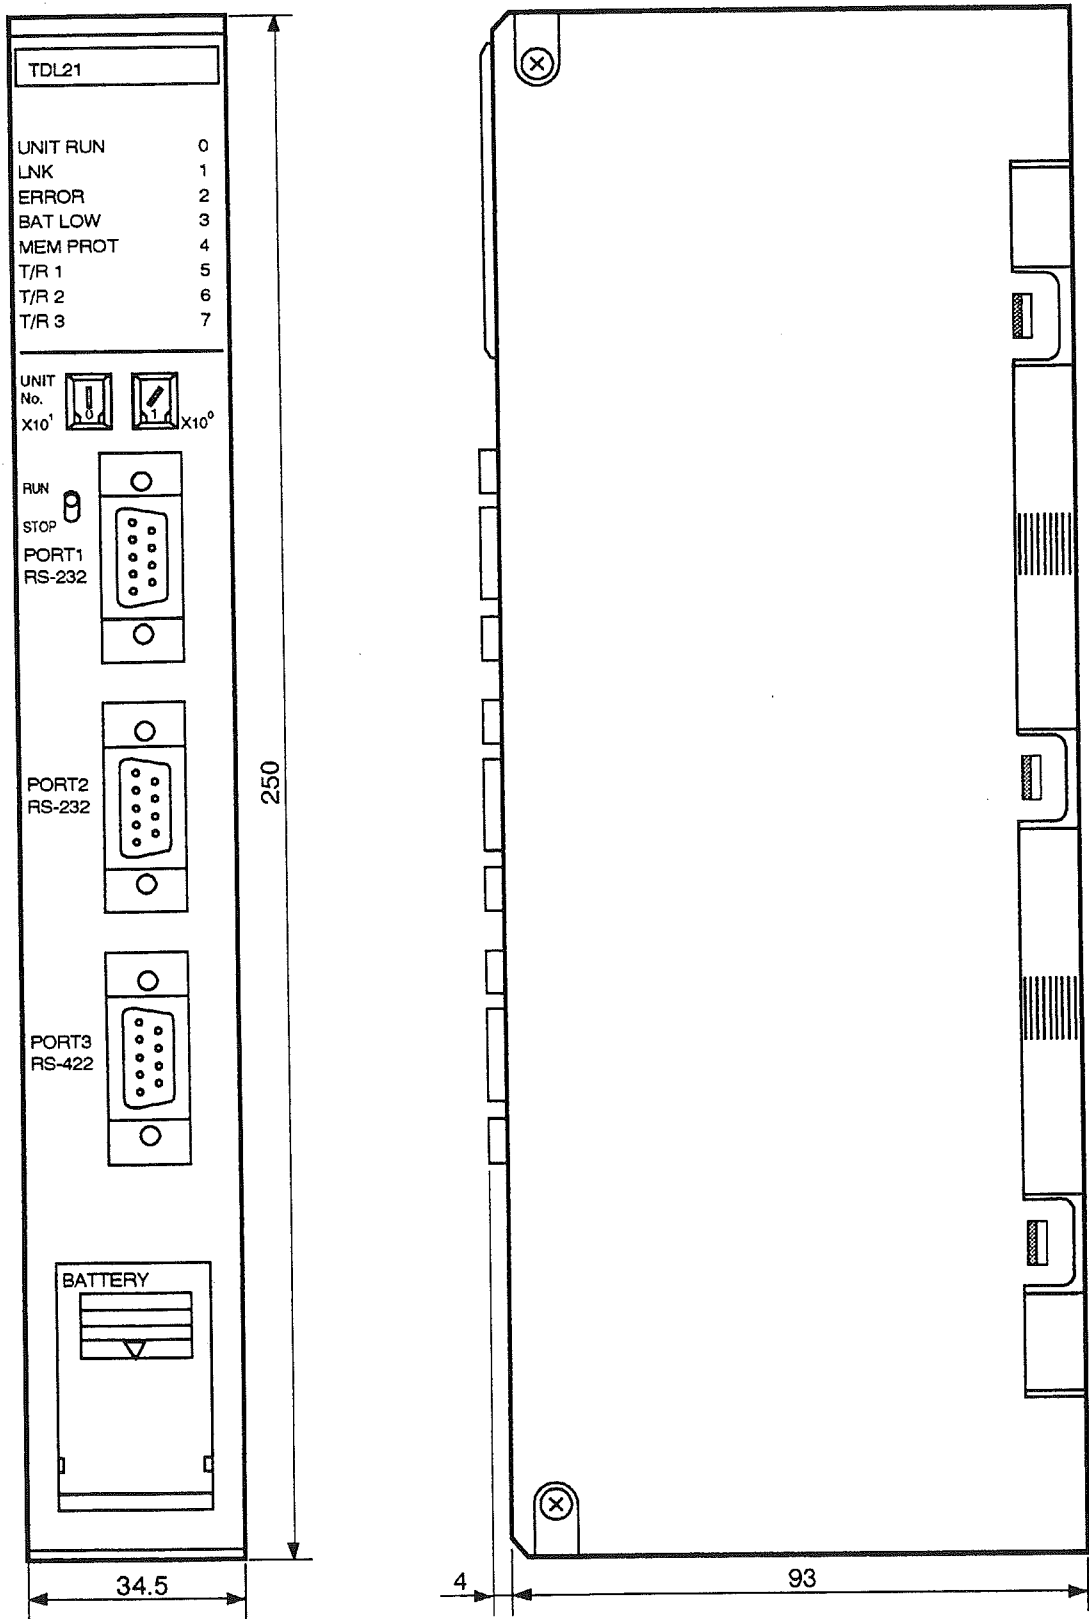 TDL21
UNIT RUN 0
LNK 1
ERROR 2
BAT LOW 3
MEM PROT 4
T/R 1 5
T/R 2 6
T/R 3 7
UNIT
No.
X10¹ 0 1 X10⁰
RUN
STOP
PORT1
RS-232
PORT2
RS-232
PORT3
RS-422
BATTERY
250
34.5
4
93